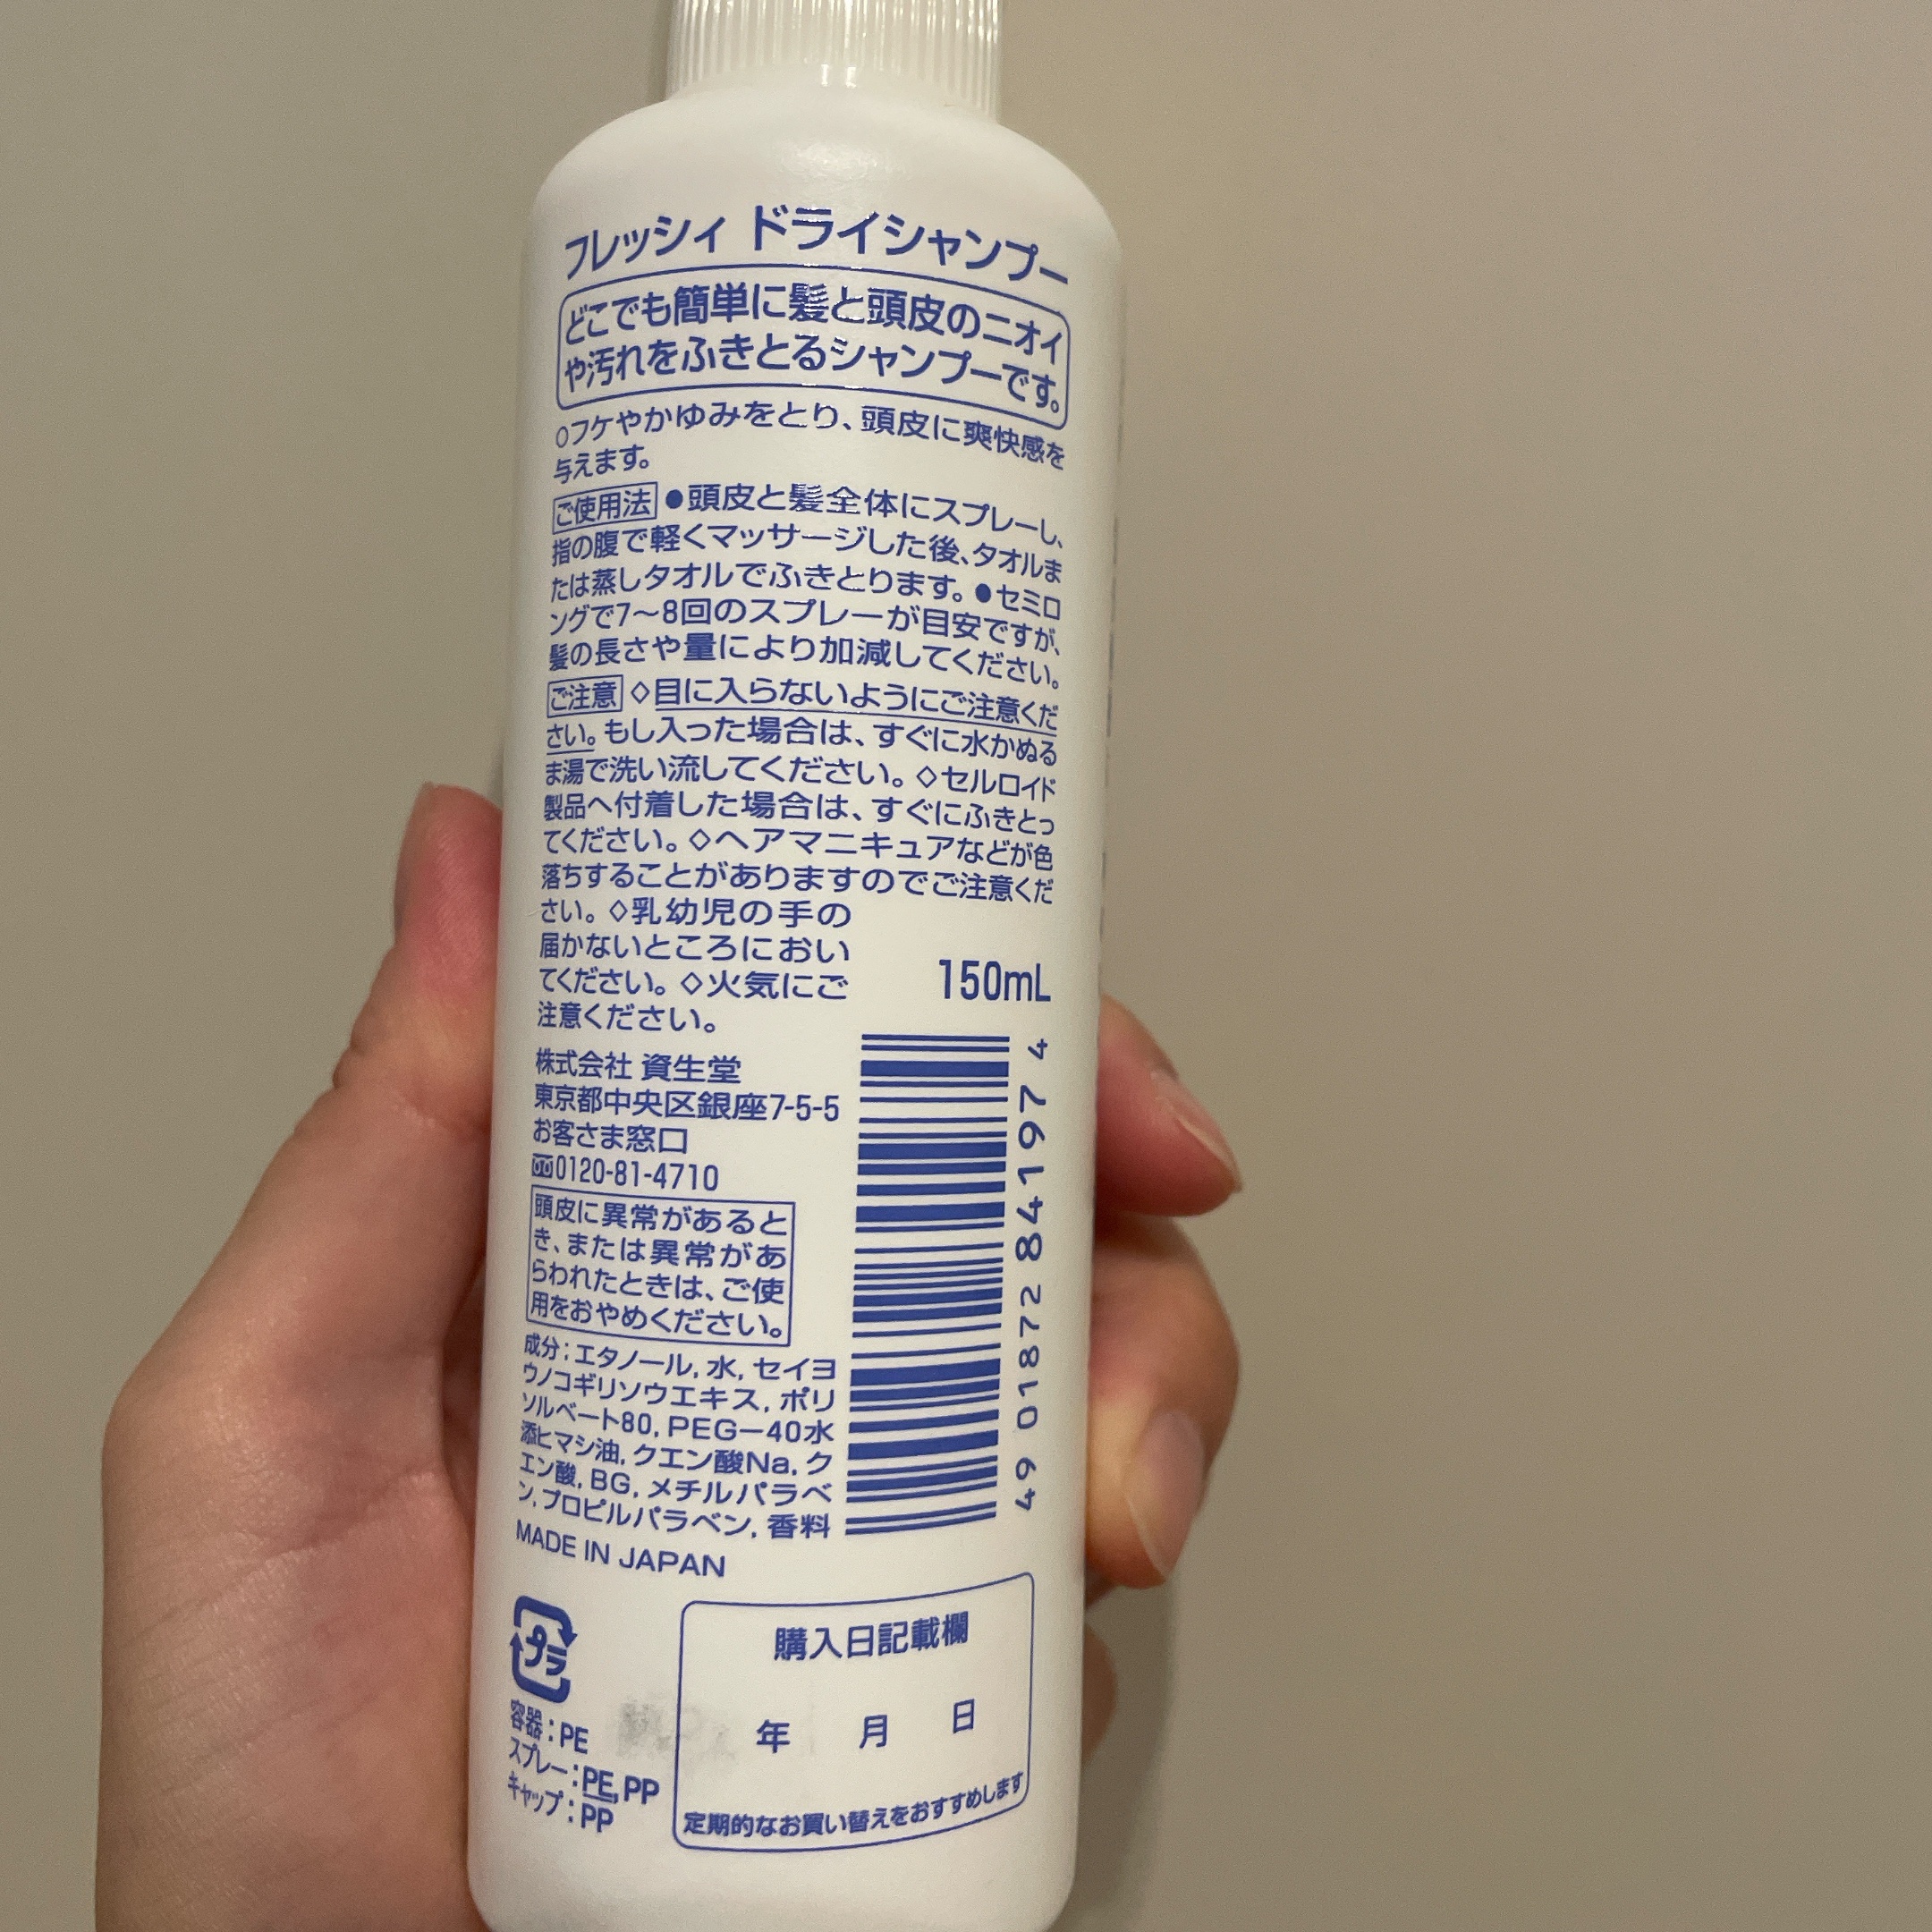 フレッシィ ドライシャンプー
どこでも簡単に髪と頭皮のニオイ
や汚れをふきとるシャンプーです。
○フケやかゆみをとり、頭皮に爽快感を
与えます。
ご使用法 ●頭皮と髪全体にスプレーし、
指の腹で軽くマッサージした後、タオルま
たは蒸しタオルでふきとります。●セミロ
ングで7〜8回のスプレーが目安ですが、
髪の長さや量により加減してください。
ご注意 ◇目に入らないようにご注意くだ
さい。もし入った場合は、すぐに水かぬる
ま湯で洗い流してください。◇セルロイド
製品へ付着した場合は、すぐにふきとっ
てください。◇ヘアマニキュアなどが色
落ちすることがありますのでご注意くだ
さい。◇乳幼児の手の
届かないところにおい
てください。◇火気にご
注意ください。
150mL
株式会社 資生堂
東京都中央区銀座7-5-5
お客さま窓口
0120-81-4710
頭皮に異常があると
き、または異常があ
らわれたときは、ご使
用をおやめください。
成分：エタノール, 水, セイヨ
ウノコギリソウエキス, ポリ
ソルベート80, PEG−40水
添ヒマシ油, クエン酸Na, ク
エン酸, BG, メチルパラベ
ン, プロピルパラベン, 香料
4901872841974
MADE IN JAPAN
プラ
容器：PE
スプレー：PE, PP
キャップ：PP
購入日記載欄
年 月 日
定期的なお買い替えをおすすめします